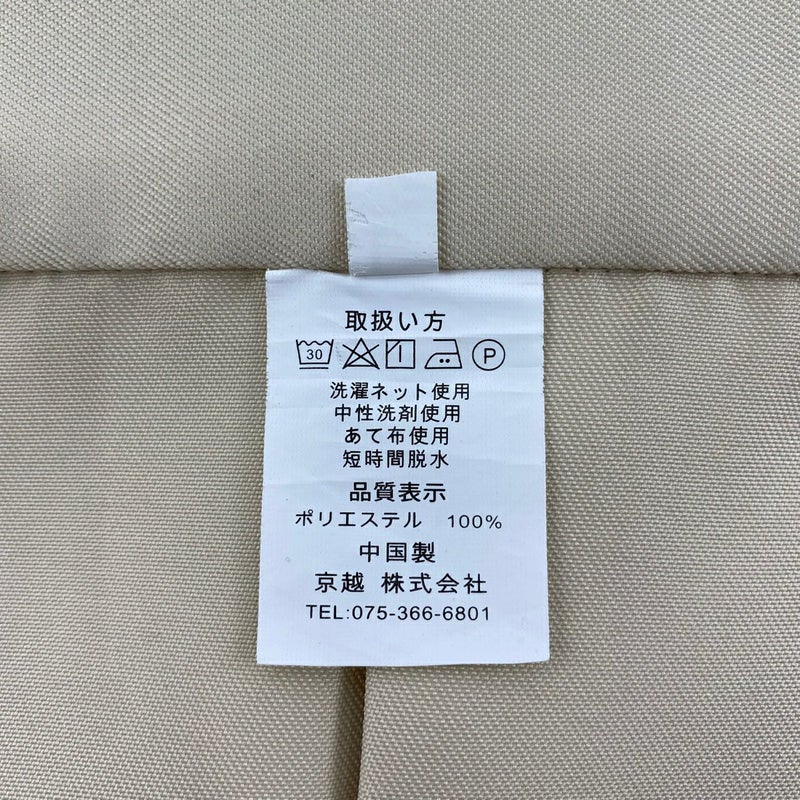 取扱い方
30 P
洗濯ネット使用
中性洗剤使用
あて布使用
短時間脱水
品質表示
ポリエステル 100%
中国製
京越 株式会社
TEL:075-366-6801